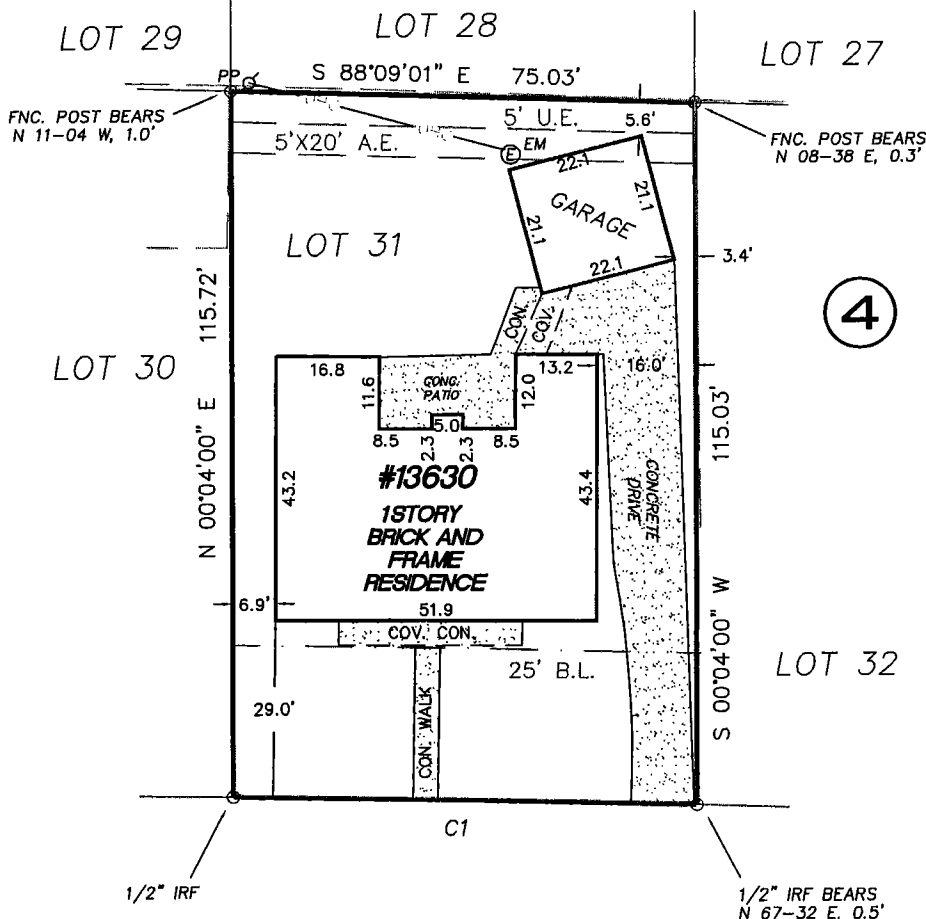 LOT 29
LOT 28
LOT 27
PP
S 88°09'01" E 75.03'
FNC. POST BEARS
N 11-04 W, 1.0'
FNC. POST BEARS
N 08-38 E, 0.3'
5' U.E.
5.6'
5'X20' A.E.
E
EM
22.1
21.1
GARAGE
21.1
22.1
3.4'
LOT 31
4
N 00°04'00" E 115.72'
LOT 30
CON.
COV.
16.8
11.6
CONC.
PATIO
12.0
13.2
16.0'
5.0
8.5
2.3
2.3
8.5
43.2
#13630
1STORY
BRICK AND
FRAME
RESIDENCE
43.4
CONCRETE
DRIVE
S 00°04'00" W 115.03'
6.9'
51.9
COV. CON.
25' B.L.
LOT 32
29.0'
CON. WALK
C1
1/2" IRF
1/2" IRF BEARS
N 67-32 E, 0.5'